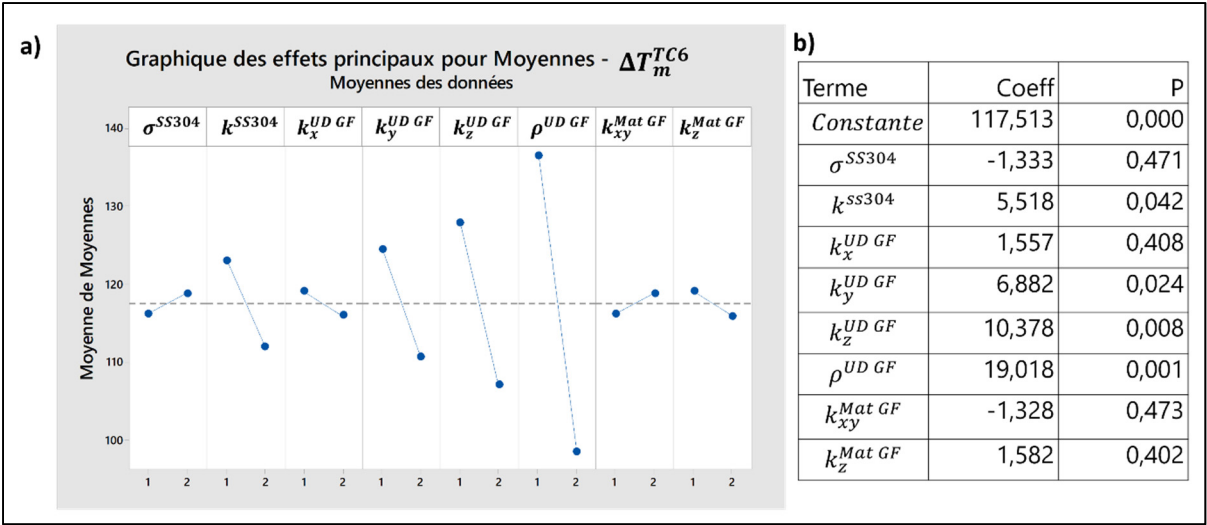 a)
Graphique des effets principaux pour Moyennes - ΔT_m^TC6
Moyennes des données
σ^SS304 k^SS304 k_x^UD GF k_y^UD GF k_z^UD GF ρ^UD GF k_xy^Mat GF k_z^Mat GF
Moyenne de Moyennes
140
130
120
110
100
1 2 1 2 1 2 1 2 1 2 1 2 1 2 1 2
b)
Terme Coeff P
Constante 117,513 0,000
σ^SS304 -1,333 0,471
k^ss304 5,518 0,042
k_x^UD GF 1,557 0,408
k_y^UD GF 6,882 0,024
k_z^UD GF 10,378 0,008
ρ^UD GF 19,018 0,001
k_xy^Mat GF -1,328 0,473
k_z^Mat GF 1,582 0,402